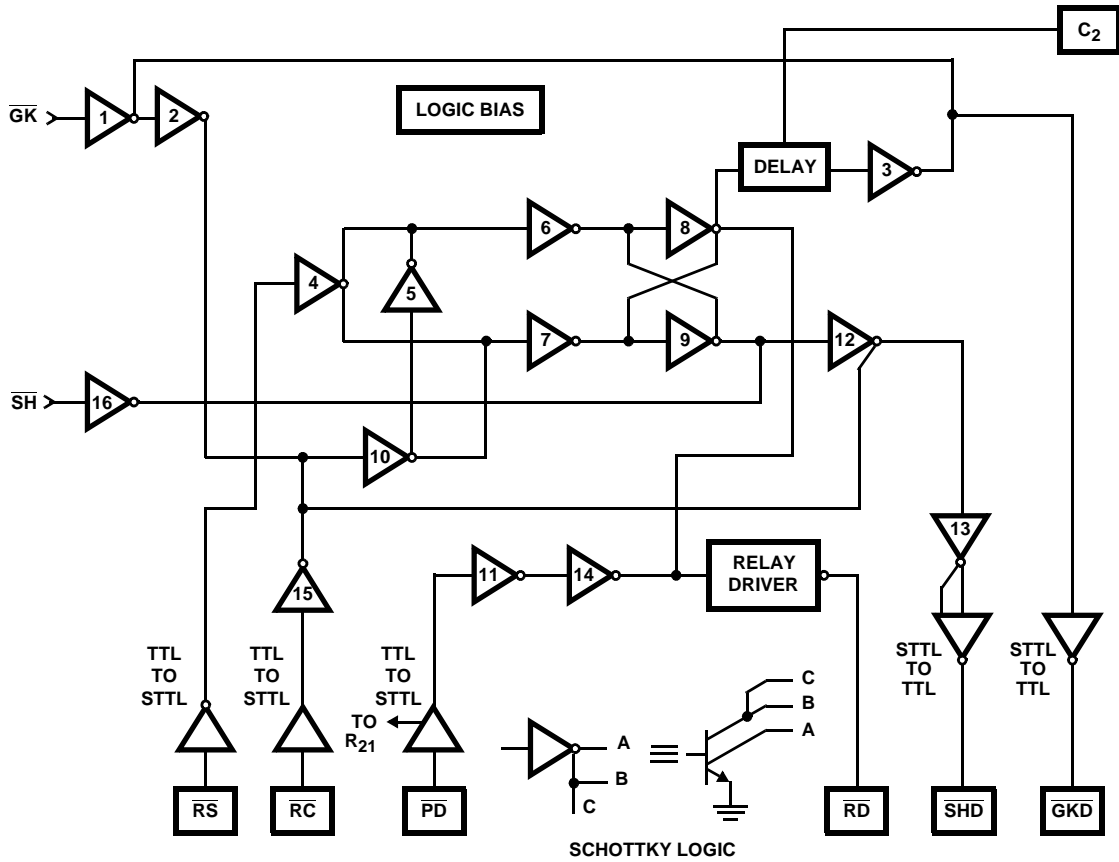 C2
GK
1
2
LOGIC BIAS
DELAY
3
6
8
4
5
7
9
12
SH
16
10
13
11
14
RELAY
DRIVER
15
TTL
TO
STTL
TTL
TO
STTL
TTL
TO
STTL
STTL
TO
TTL
STTL
TO
TTL
TO
R21
C
B
A
A
B
C
RS
RC
PD
RD
SHD
GKD
SCHOTTKY LOGIC